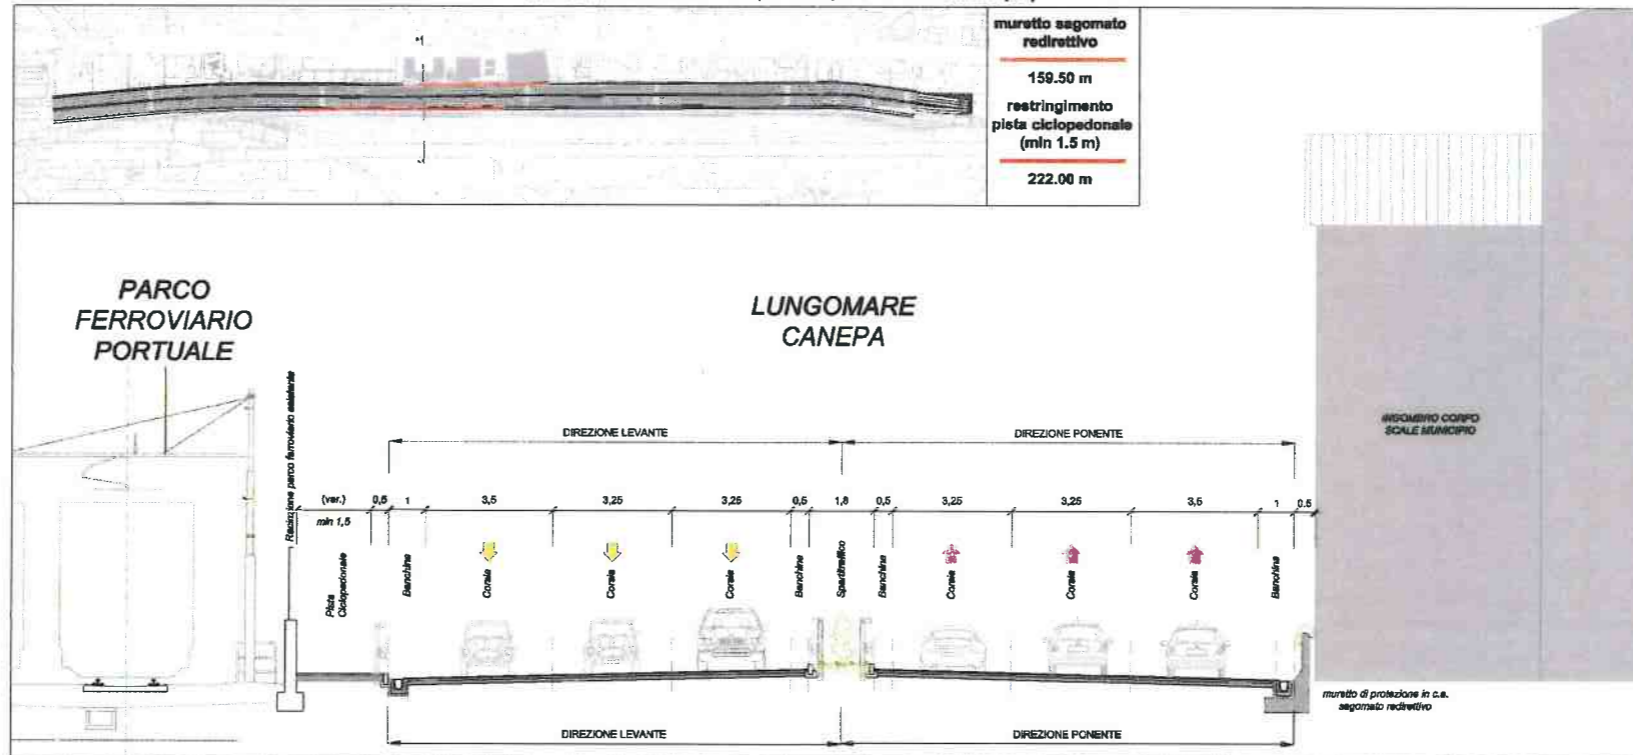 muretto sagomato
redirettivo
159.50 m
restringimento
pista ciclopedonale
(min 1.5 m)
222.00 m
PARCO
FERROVIARIO
PORTUALE
LUNGOMARE
CANEPA
Recinzione parco ferroviario esistente
DIREZIONE LEVANTE
DIREZIONE PONENTE
(var.)
0,5
1
3,5
3,25
3,25
0,5
1,8
0,5
3,25
3,25
3,5
1
0.5
min 1,5
Pista
Ciclopedonale
Banchina
Corsia
Corsia
Corsia
Banchina
Spartitraffico
Banchina
Corsia
Corsia
Corsia
Banchina
INGOMBRO CORPO
SCALE MUNICIPIO
muretto di protezione in c.a.
sagomato redirettivo
DIREZIONE LEVANTE
DIREZIONE PONENTE